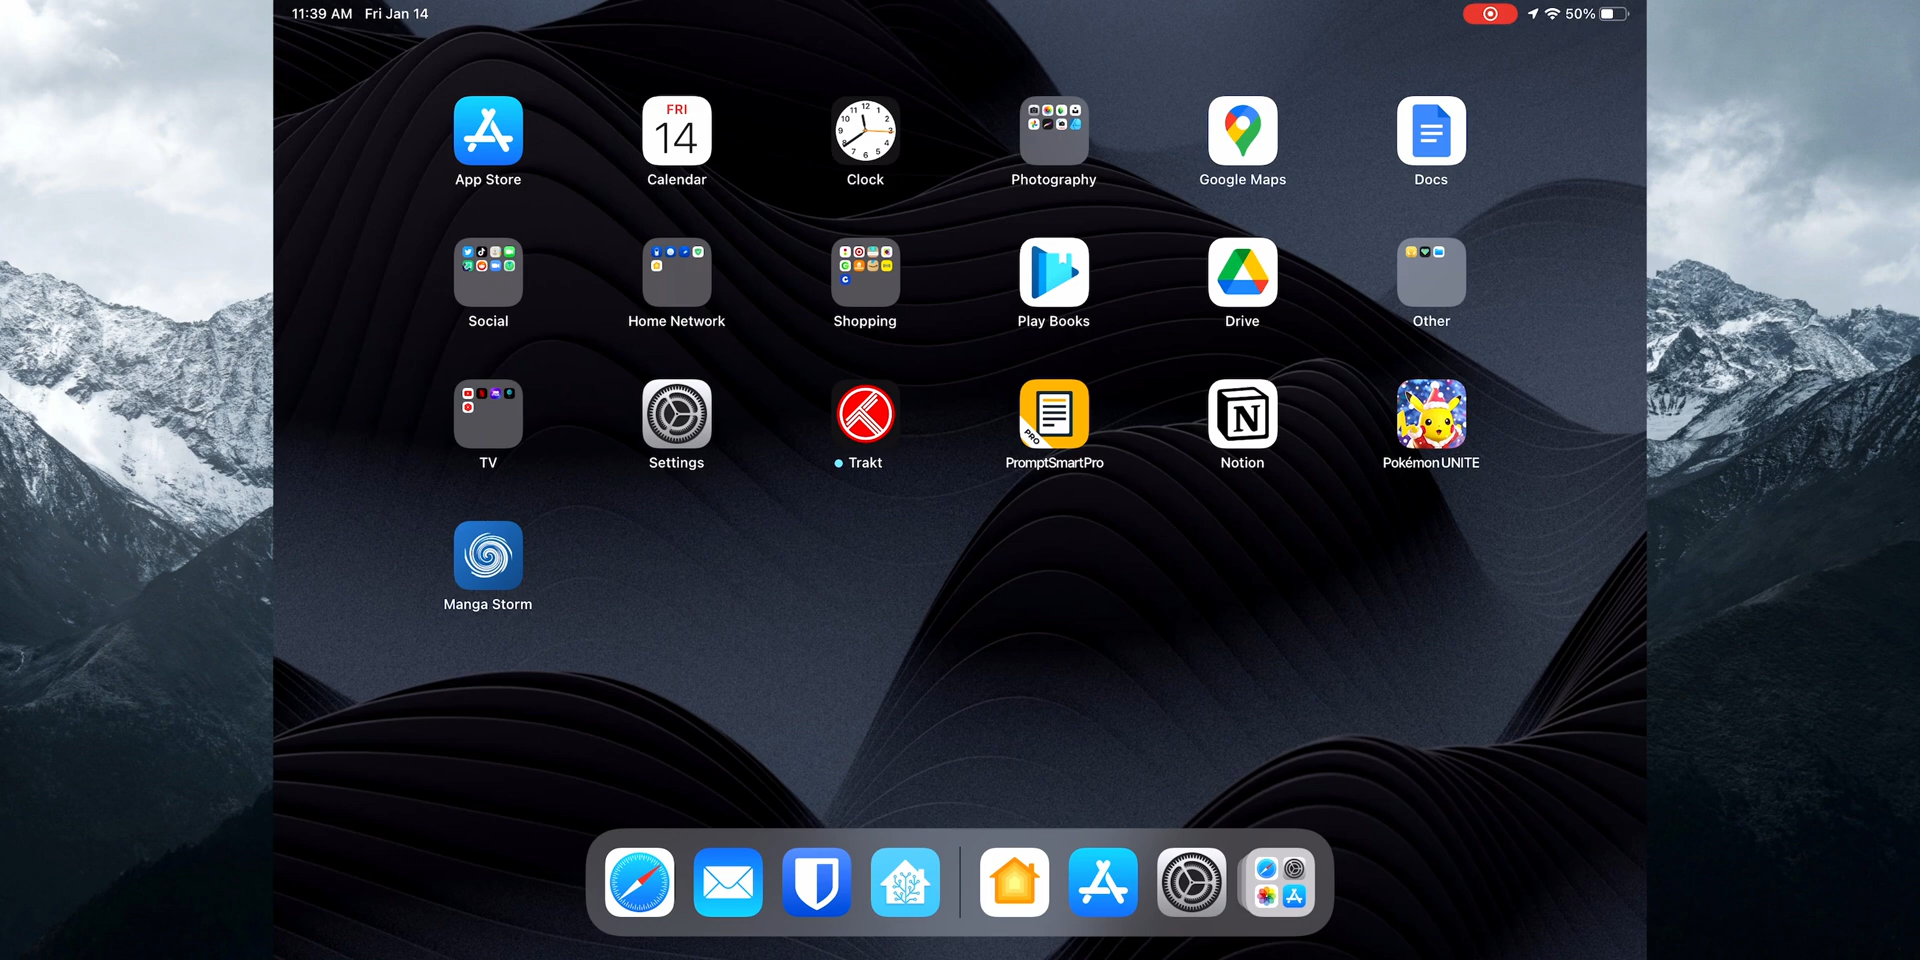 11:39 AM Fri Jan 14
50%
FRI
14
App Store
Calendar
Clock
Photography
Google Maps
Docs
Social
Home Network
Shopping
Play Books
Drive
Other
PRO
N
TV
Settings
Trakt
PromptSmartPro
Notion
Pokémon UNITE
Manga Storm